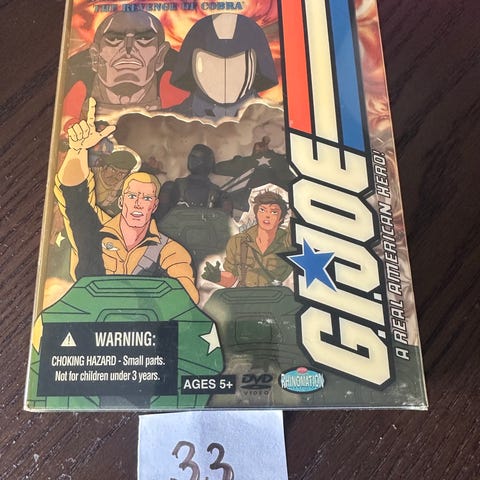 THE REVENGE OF COBRA
G.I.JOE
A REAL AMERICAN HERO!
WARNING:
CHOKING HAZARD - Small parts.
Not for children under 3 years.
AGES 5+
DVD
VIDEO
RHINOMATION
33